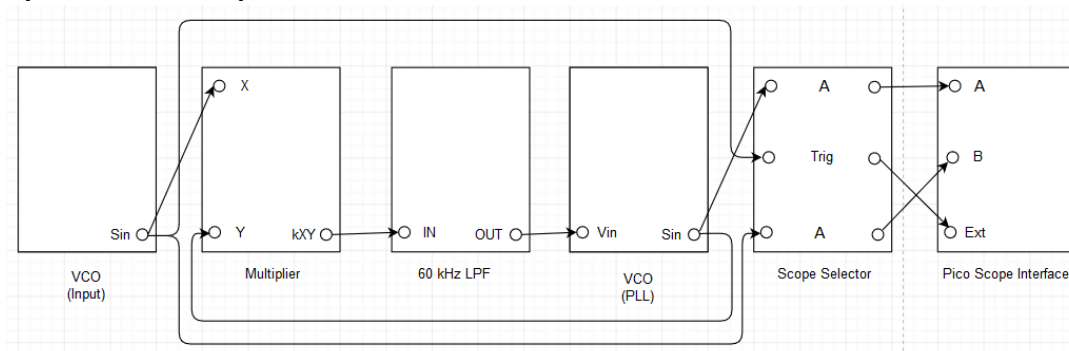 X
A
A
A
Trig
B
Sin
Y
kXY
IN
OUT
Vin
Sin
A
Ext
VCO
(Input)
Multiplier
60 kHz LPF
VCO
(PLL)
Scope Selector
Pico Scope Interface